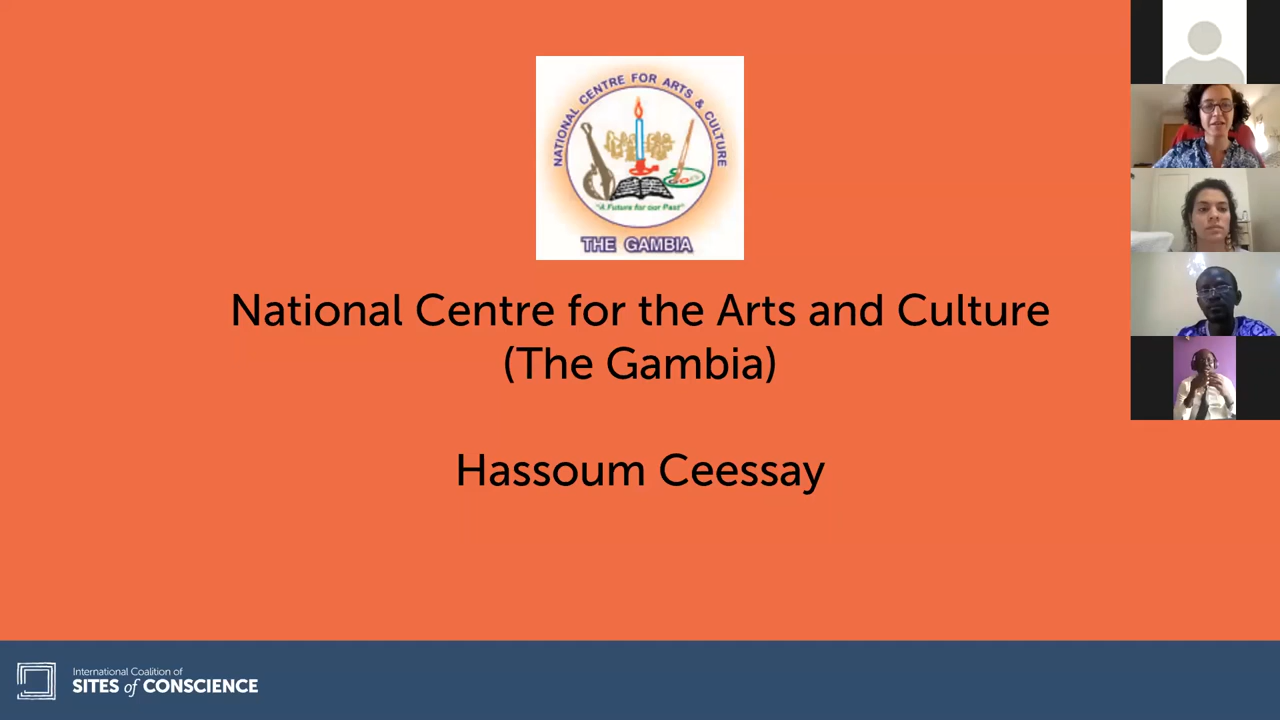 NATIONAL CENTRE FOR ARTS & CULTURE
"A Future for our Past"
THE GAMBIA
National Centre for the Arts and Culture
(The Gambia)
Hassoum Ceessay
International Coalition of
SITES of CONSCIENCE